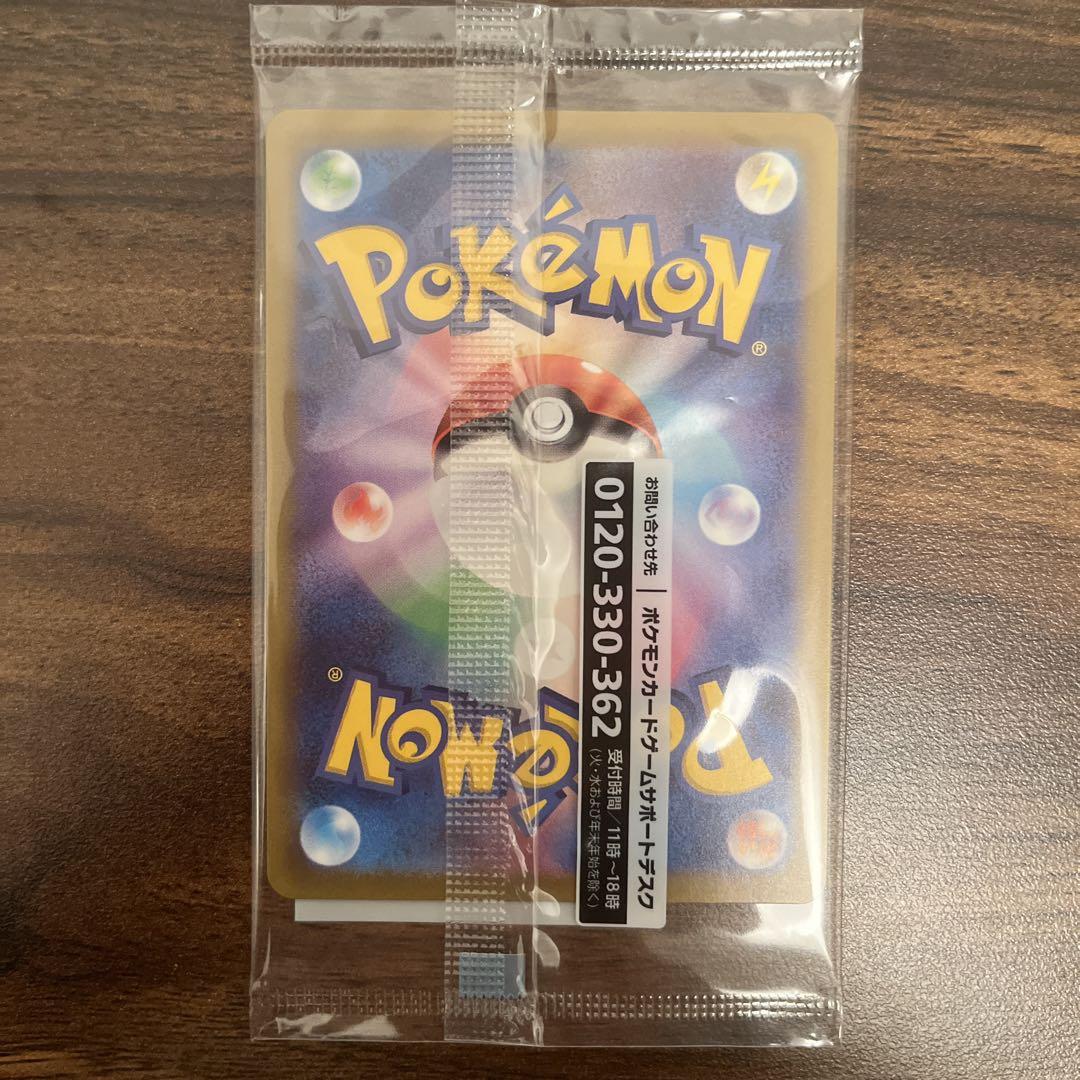 POKéMON
®
お問い合わせ先｜ポケモンカードゲームサポートデスク
0120-330-362 受付時間/11時～18時
(火・水および年末年始を除く)
POKéMON
®